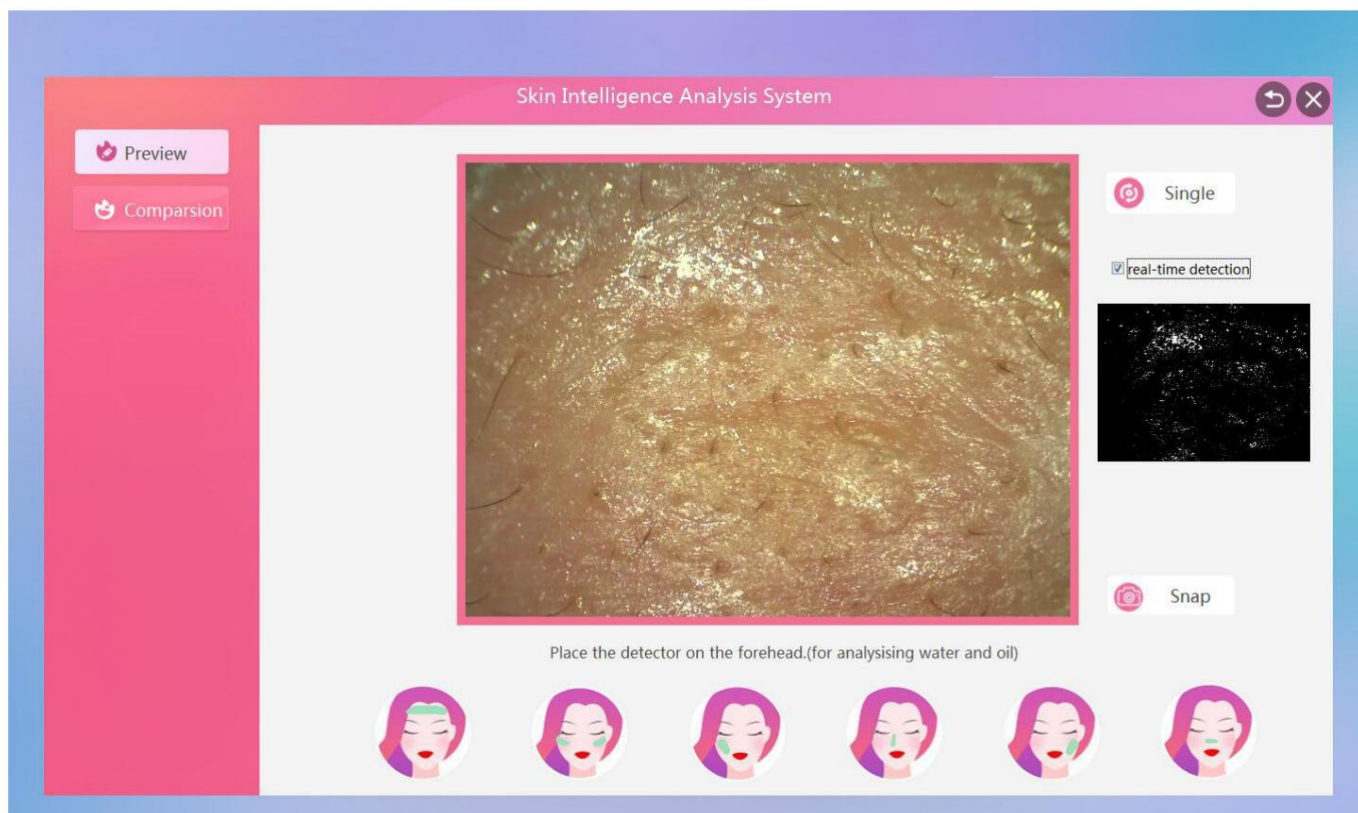 Skin Intelligence Analysis System
Preview
Comparsion
Single
real-time detection
Snap
Place the detector on the forehead.(for analysising water and oil)